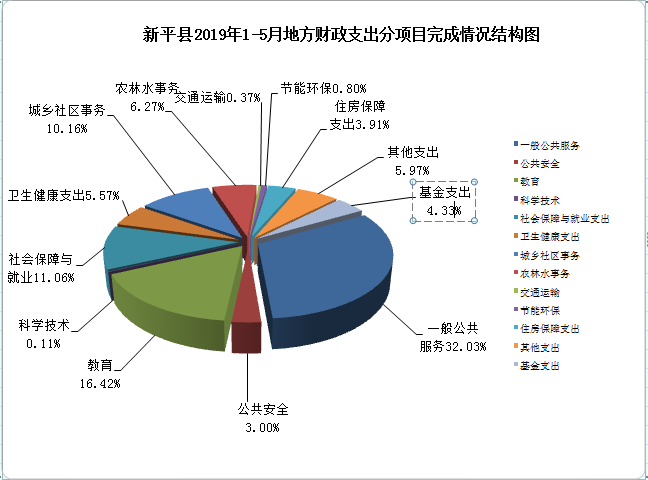 新平县2019年1-5月地方财政支出分项目完成情况结构图
农林水事务
6.27%
交通运输0.37%
节能环保0.80%
住房保障
支出3.91%
城乡社区事务
10.16%
其他支出
5.97%
基金支出
4.33%
卫生健康支出5.57%
社会保障与
就业11.06%
科学技术
0.11%
教育
16.42%
公共安全
3.00%
一般公共
服务32.03%
一般公共服务
公共安全
教育
科学技术
社会保障与就业支出
卫生健康支出
城乡社区事务
农林水事务
交通运输
节能环保
住房保障支出
其他支出
基金支出